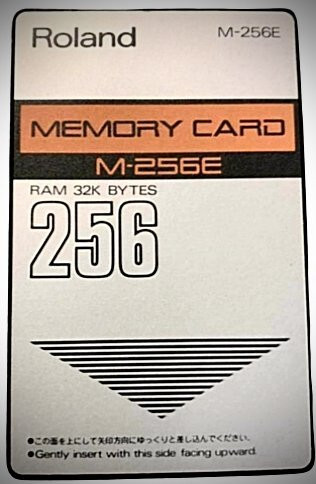 Roland
M-256E
MEMORY CARD
M-256E
RAM 32K BYTES
256
●この面を上にして矢印方向にゆっくりと差し込んでください。
●Gently insert with this side facing upward.